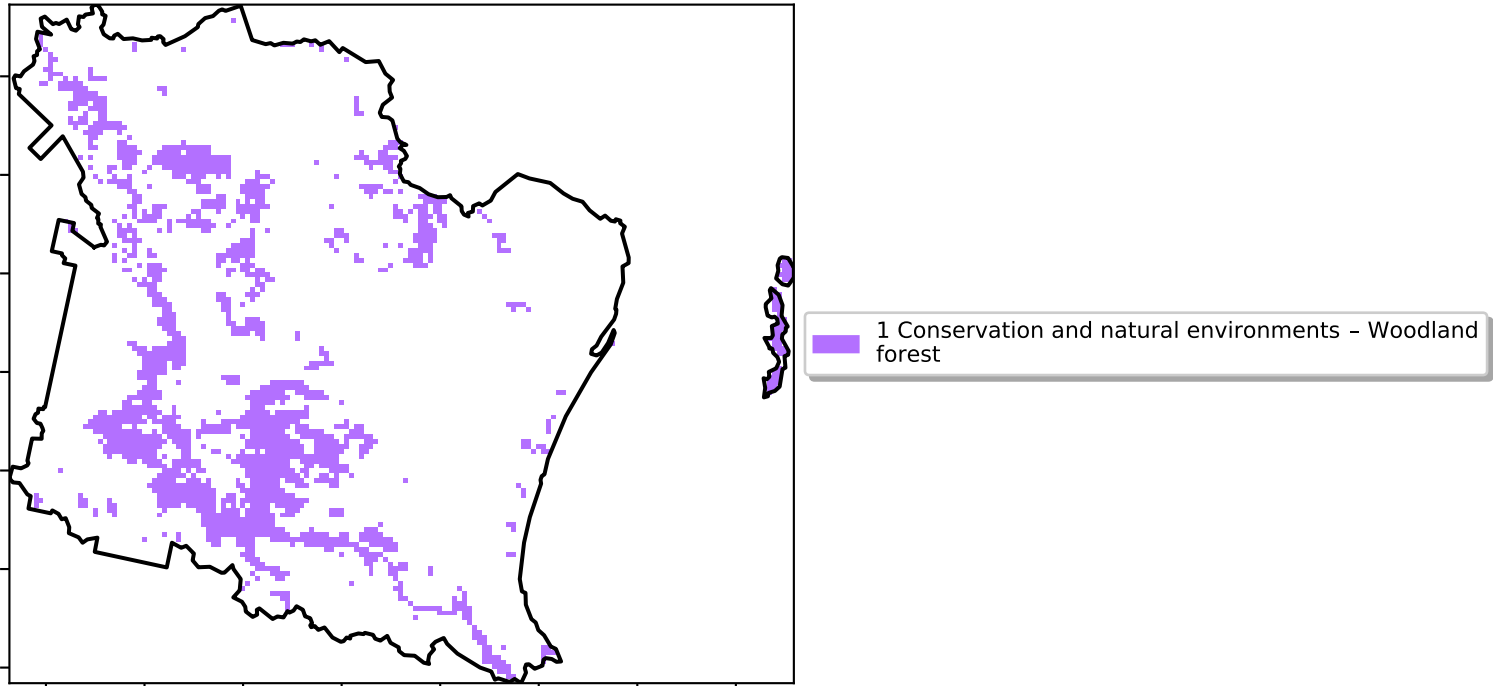 1 Conservation and natural environments – Woodland
forest